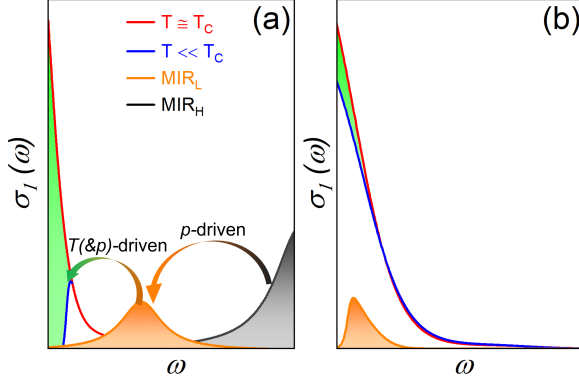 (a)
T ≅ T_C
T << T_C
MIR_L
MIR_H
σ_1 (ω)
T(&p)-driven
p-driven
ω
(b)
σ_1 (ω)
ω